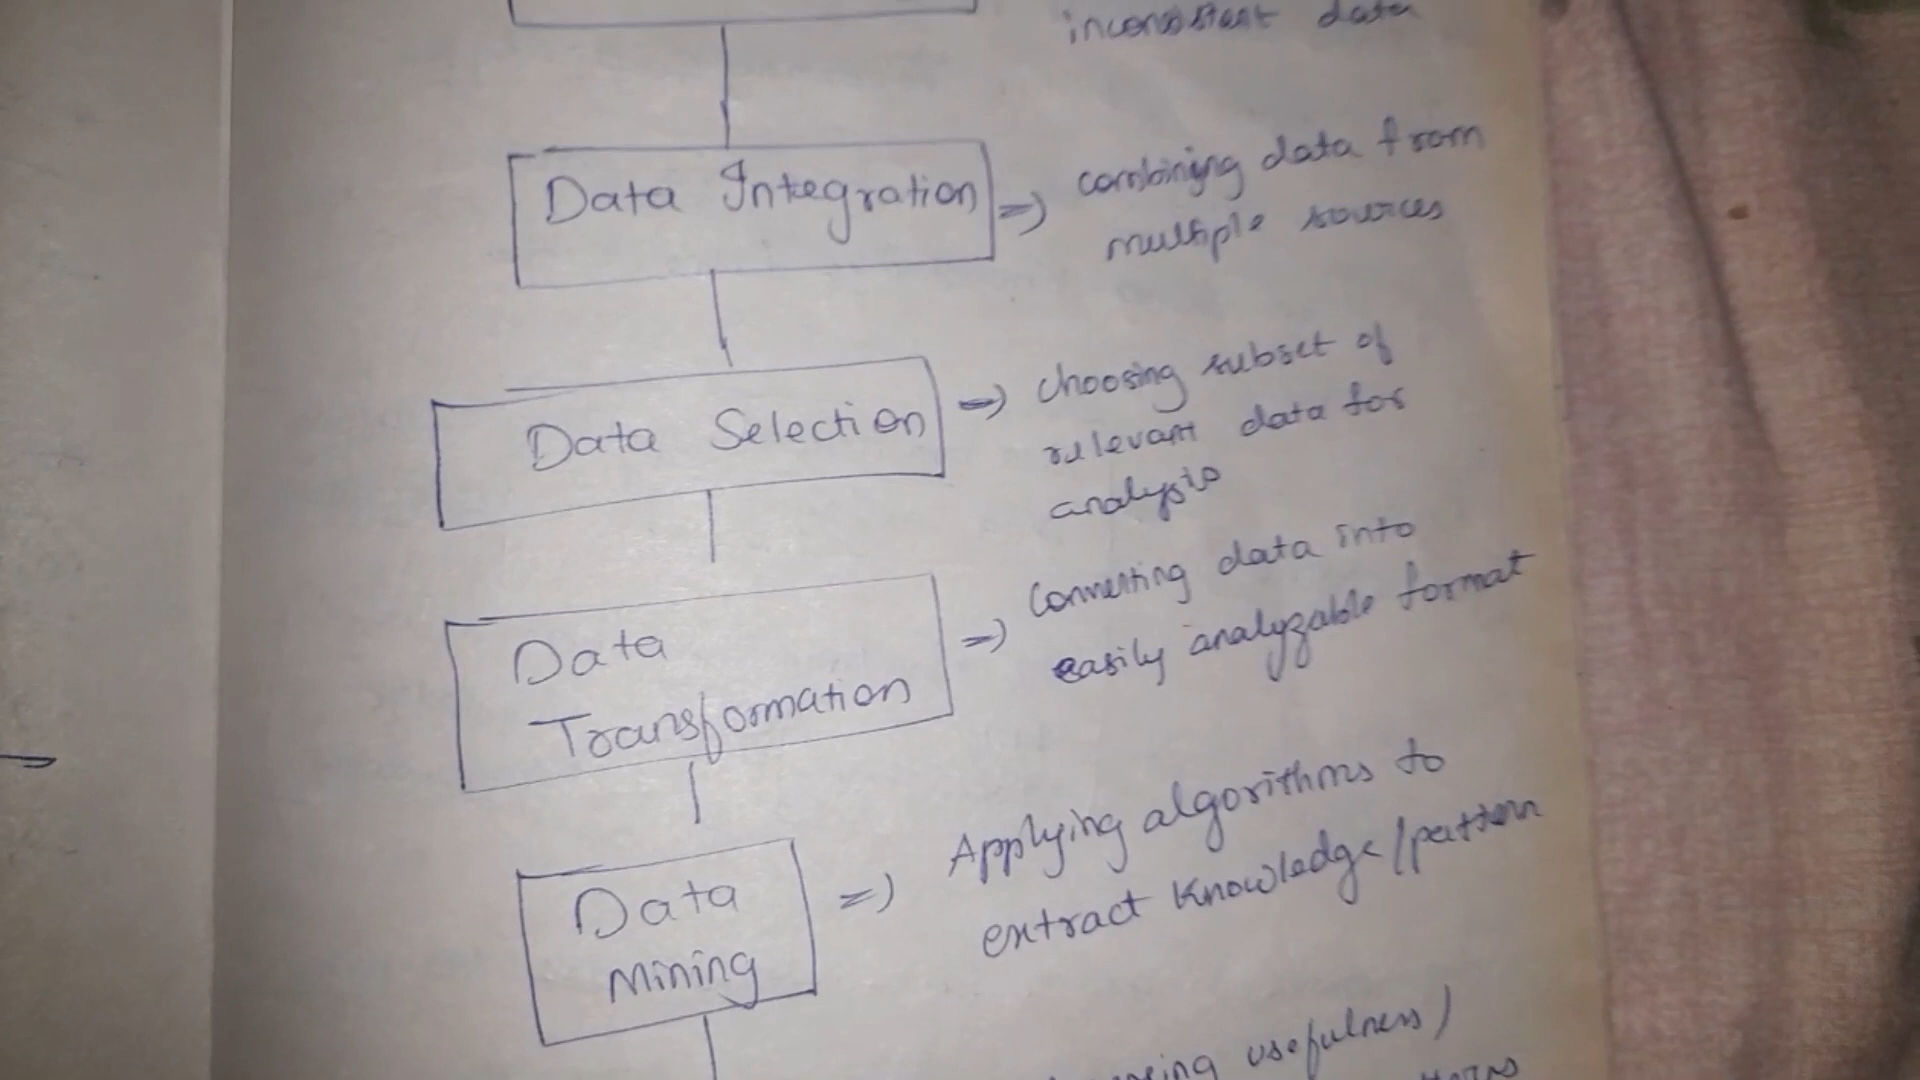 inconsistent data
Data Integration => combining data from
multiple sources
Data Selection => choosing subset of
relevant data for
analysis
Data
Transformation => Converting data into
easily analyzable format
Data
Mining => Applying algorithms to
extract knowledge/pattern
usefulness/